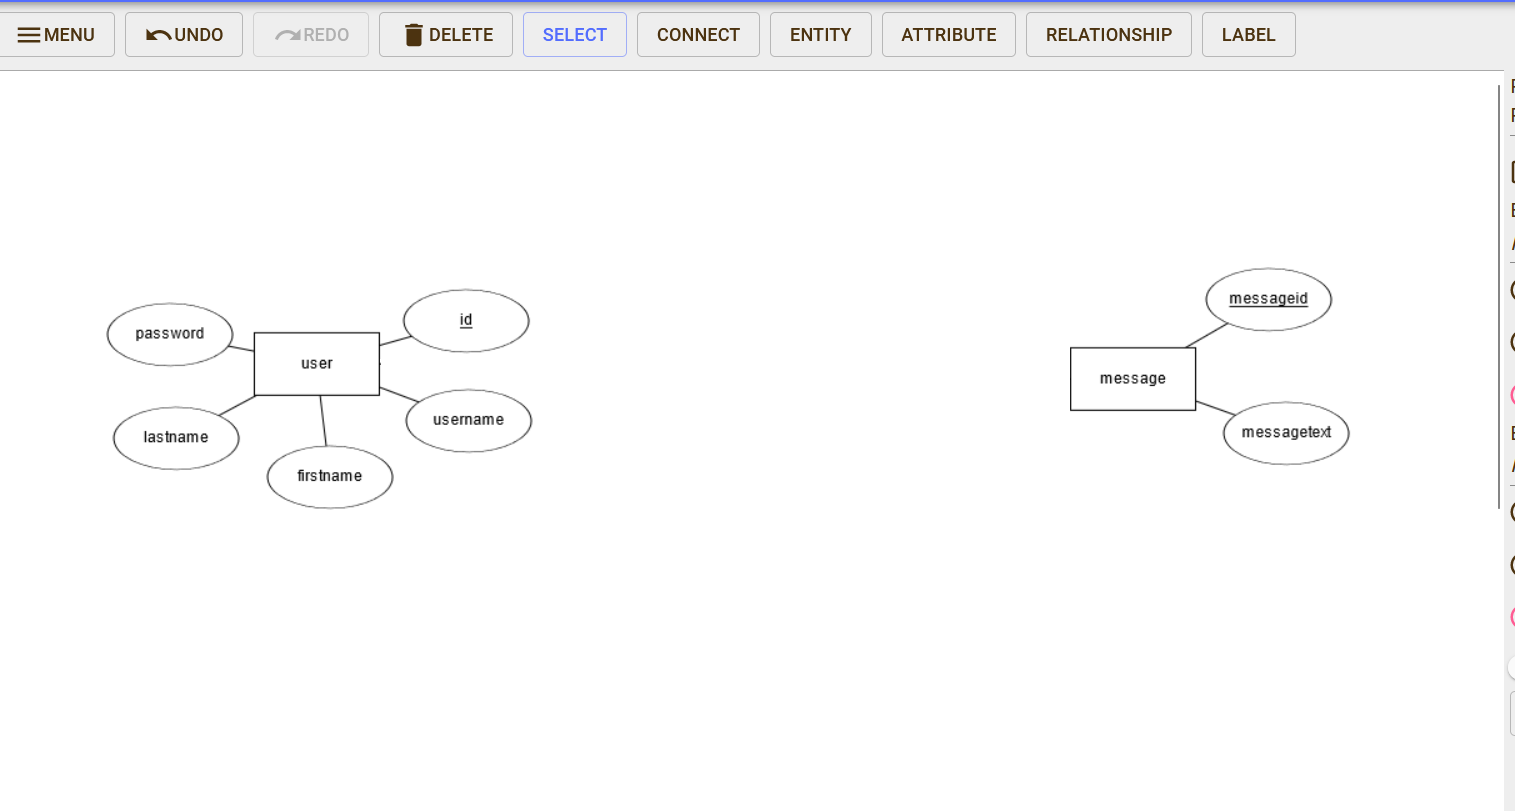 MENU UNDO REDO DELETE SELECT CONNECT ENTITY ATTRIBUTE RELATIONSHIP LABEL
messageid
id
password
user
message
username
messagetext
lastname
firstname